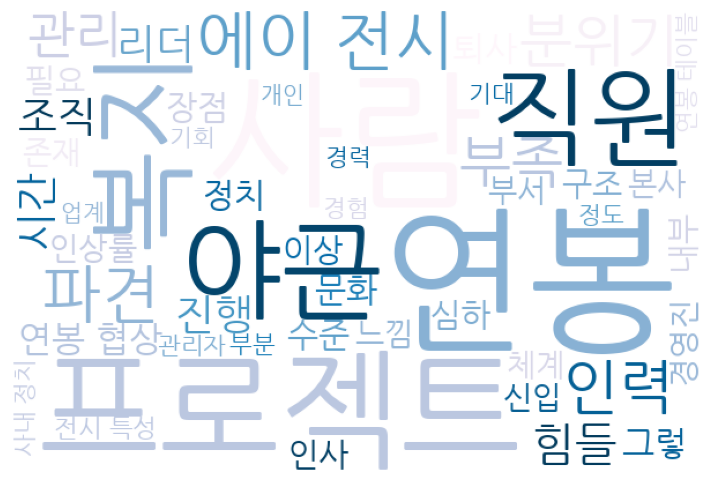 관리
리더
에이 전시
퇴사
분위기
연봉 테이블
필요
조직
장점
개인
기대
직원
복지
사람
기회
존재
경력
부족
시간
업계
정치
경험
부서
구조
본사
정도
인상률
야근
이상
연봉
내부
파견
진행
문화
심하
연봉 협상
관리자
부분
수준
느낌
경영진
사내 정치
프로젝트
체계
신입
인력
전시 특성
인사
힘들
그렇